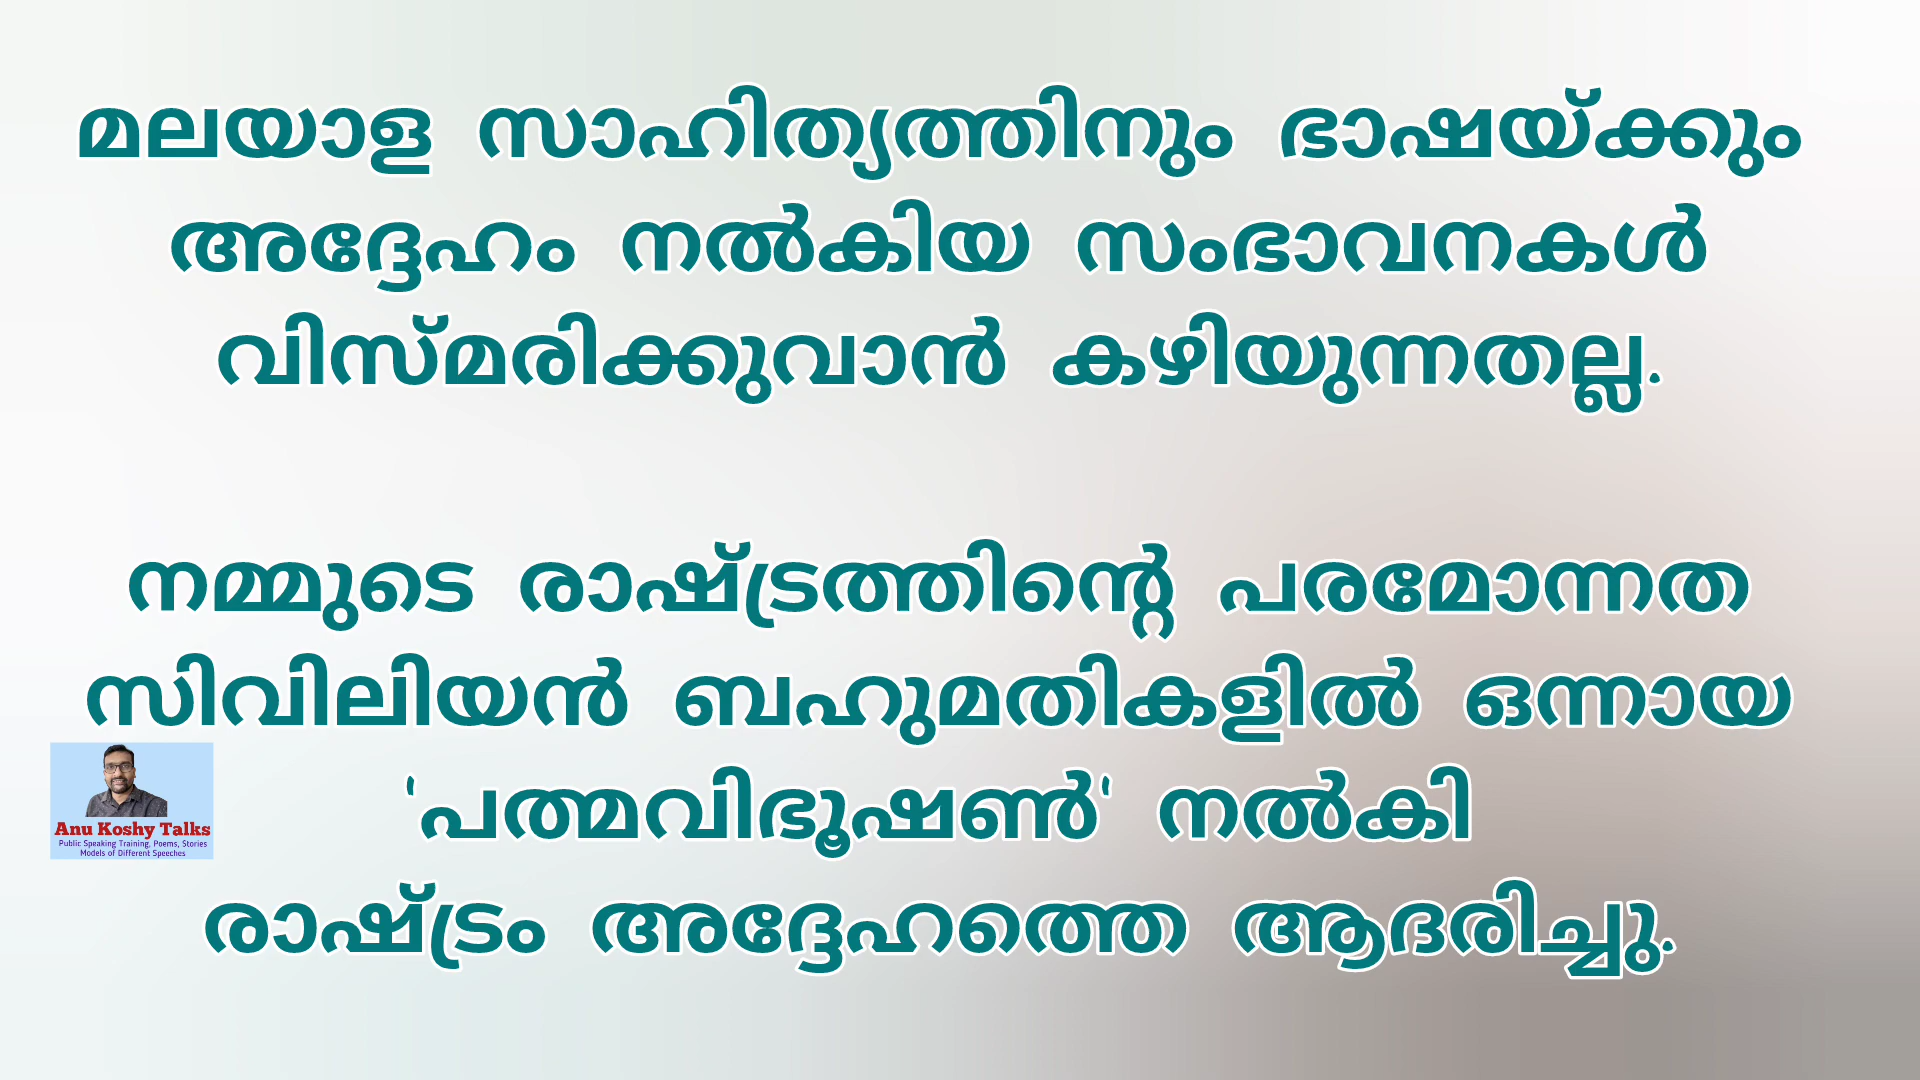 മലയാള സാഹിത്യത്തിനും ഭാഷയ്ക്കും
അദ്ദേഹം നൽകിയ സംഭാവനകൾ
വിസ്മരിക്കുവാൻ കഴിയുന്നതല്ല.
നമ്മുടെ രാഷ്ട്രത്തിന്റെ പരമോന്നത
സിവിലിയൻ ബഹുമതികളിൽ ഒന്നായ
'പത്മവിഭൂഷൺ' നൽകി
രാഷ്ട്രം അദ്ദേഹത്തെ ആദരിച്ചു.
Anu Koshy Talks
Public Speaking Training, Poems, Stories
Models of Different Speeches